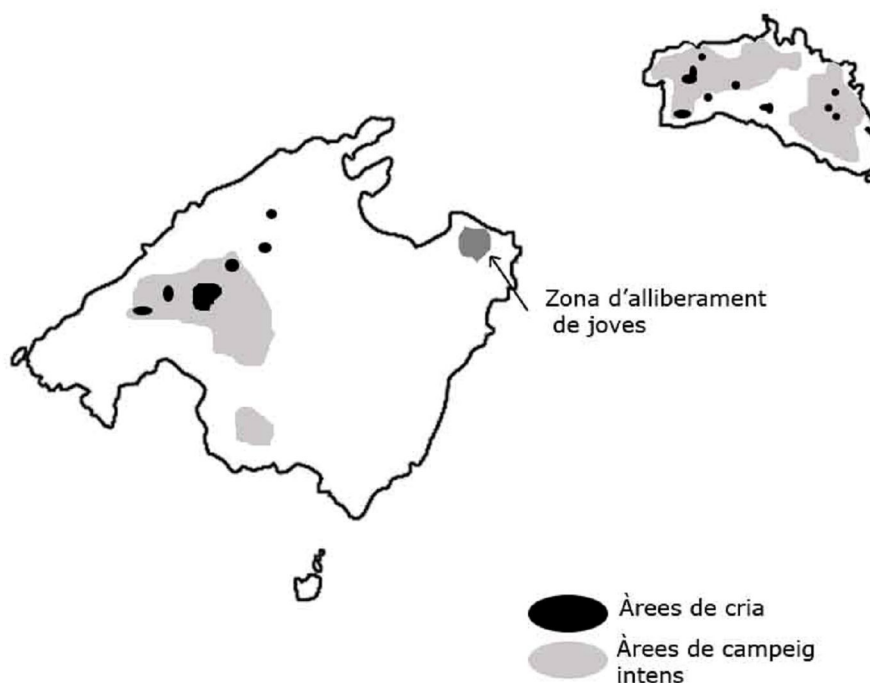 Zona d'alliberament
de joves
Àrees de cria
Àrees de campeig
intens